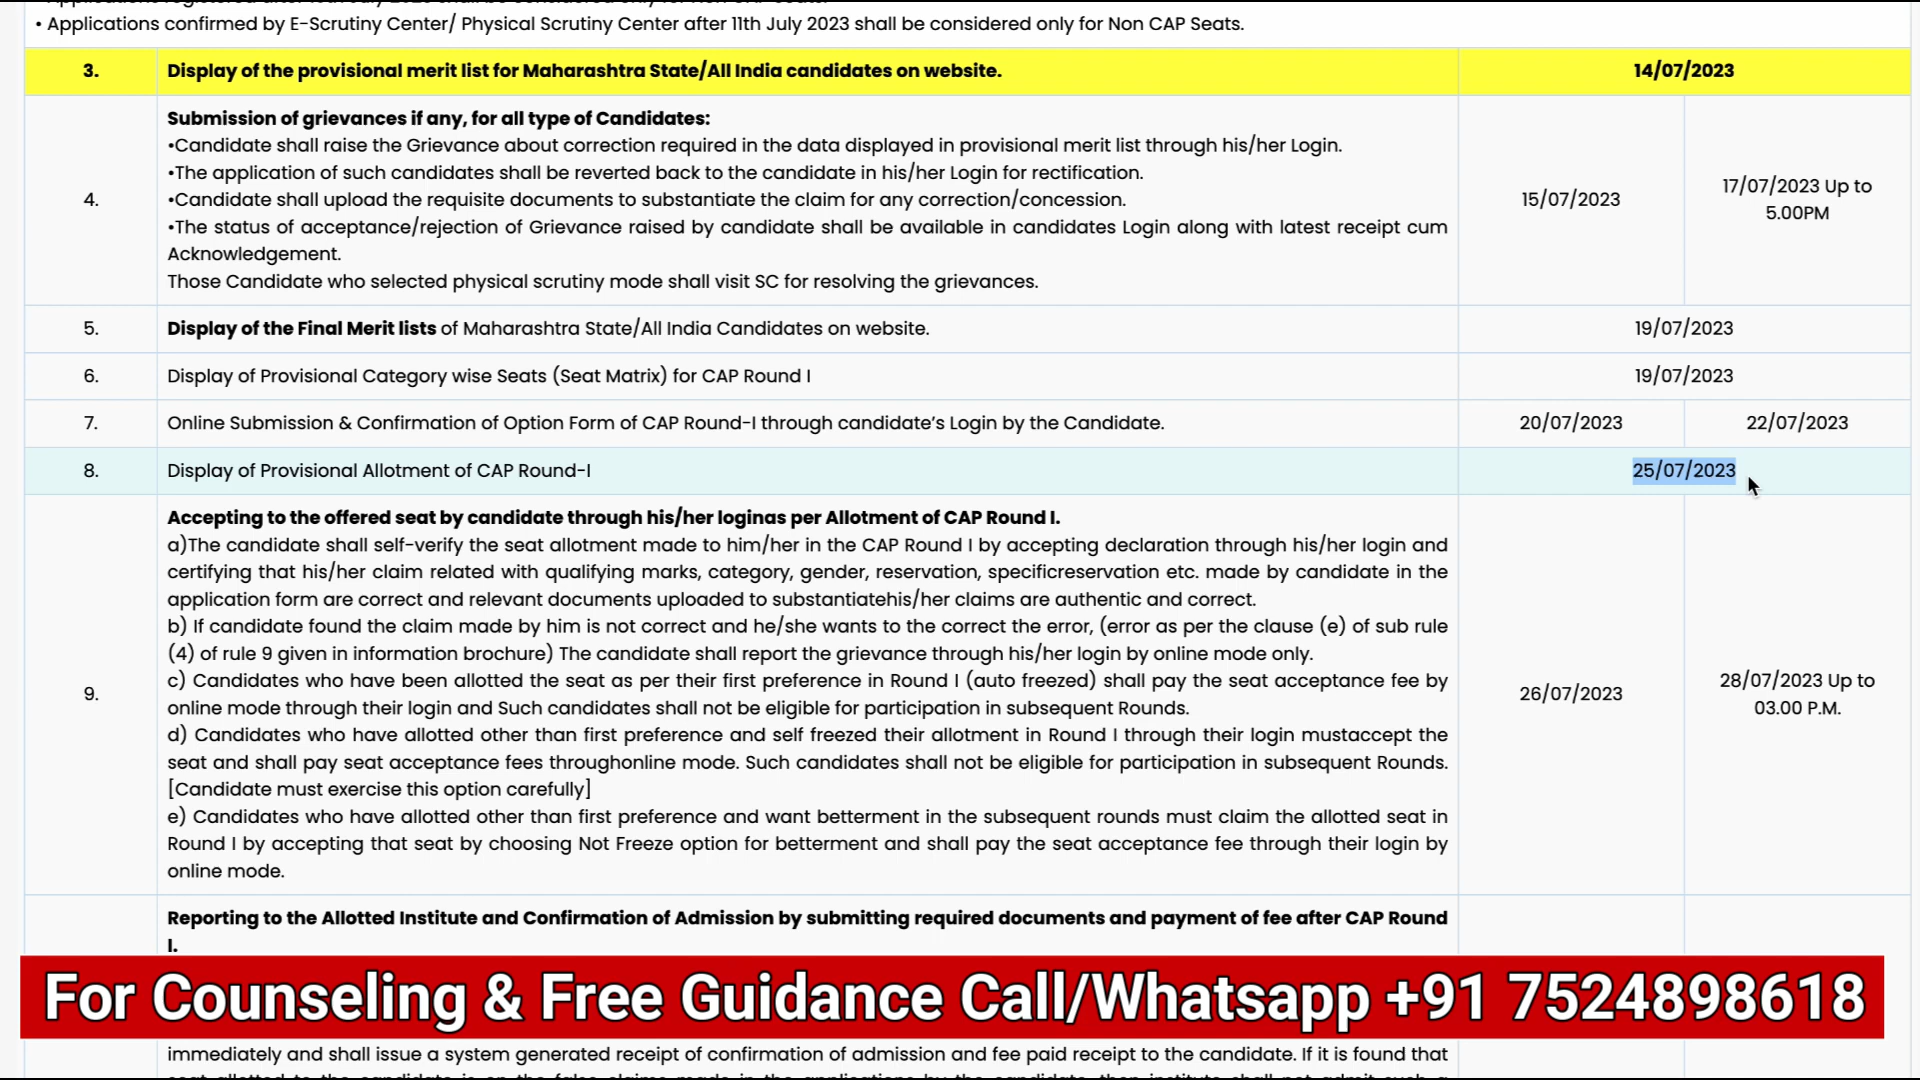 • Applications confirmed by E-Scrutiny Center/ Physical Scrutiny Center after 11th July 2023 shall be considered only for Non CAP Seats.
3. Display of the provisional merit list for Maharashtra State/All India candidates on website. 14/07/2023
Submission of grievances if any, for all type of Candidates:
•Candidate shall raise the Grievance about correction required in the data displayed in provisional merit list through his/her Login.
•The application of such candidates shall be reverted back to the candidate in his/her Login for rectification.
4. •Candidate shall upload the requisite documents to substantiate the claim for any correction/concession. 15/07/2023 17/07/2023 Up to
5.00PM
•The status of acceptance/rejection of Grievance raised by candidate shall be available in candidates Login along with latest receipt cum
Acknowledgement.
Those Candidate who selected physical scrutiny mode shall visit SC for resolving the grievances.
5. Display of the Final Merit lists of Maharashtra State/All India Candidates on website. 19/07/2023
6. Display of Provisional Category wise Seats (Seat Matrix) for CAP Round I 19/07/2023
7. Online Submission & Confirmation of Option Form of CAP Round-I through candidate’s Login by the Candidate. 20/07/2023 22/07/2023
8. Display of Provisional Allotment of CAP Round-I 25/07/2023
Accepting to the offered seat by candidate through his/her loginas per Allotment of CAP Round I.
a)The candidate shall self-verify the seat allotment made to him/her in the CAP Round I by accepting declaration through his/her login and
certifying that his/her claim related with qualifying marks, category, gender, reservation, specificreservation etc. made by candidate in the
application form are correct and relevant documents uploaded to substantiatehis/her claims are authentic and correct.
b) If candidate found the claim made by him is not correct and he/she wants to the correct the error, (error as per the clause (e) of sub rule
(4) of rule 9 given in information brochure) The candidate shall report the grievance through his/her login by online mode only.
9. c) Candidates who have been allotted the seat as per their first preference in Round I (auto freezed) shall pay the seat acceptance fee by 26/07/2023 28/07/2023 Up to
03.00 P.M.
online mode through their login and Such candidates shall not be eligible for participation in subsequent Rounds.
d) Candidates who have allotted other than first preference and self freezed their allotment in Round I through their login mustaccept the
seat and shall pay seat acceptance fees throughonline mode. Such candidates shall not be eligible for participation in subsequent Rounds.
[Candidate must exercise this option carefully]
e) Candidates who have allotted other than first preference and want betterment in the subsequent rounds must claim the allotted seat in
Round I by accepting that seat by choosing Not Freeze option for betterment and shall pay the seat acceptance fee through their login by
online mode.
Reporting to the Allotted Institute and Confirmation of Admission by submitting required documents and payment of fee after CAP Round
I.
For Counseling & Free Guidance Call/Whatsapp +91 7524898618
immediately and shall issue a system generated receipt of confirmation of admission and fee paid receipt to the candidate. If it is found that